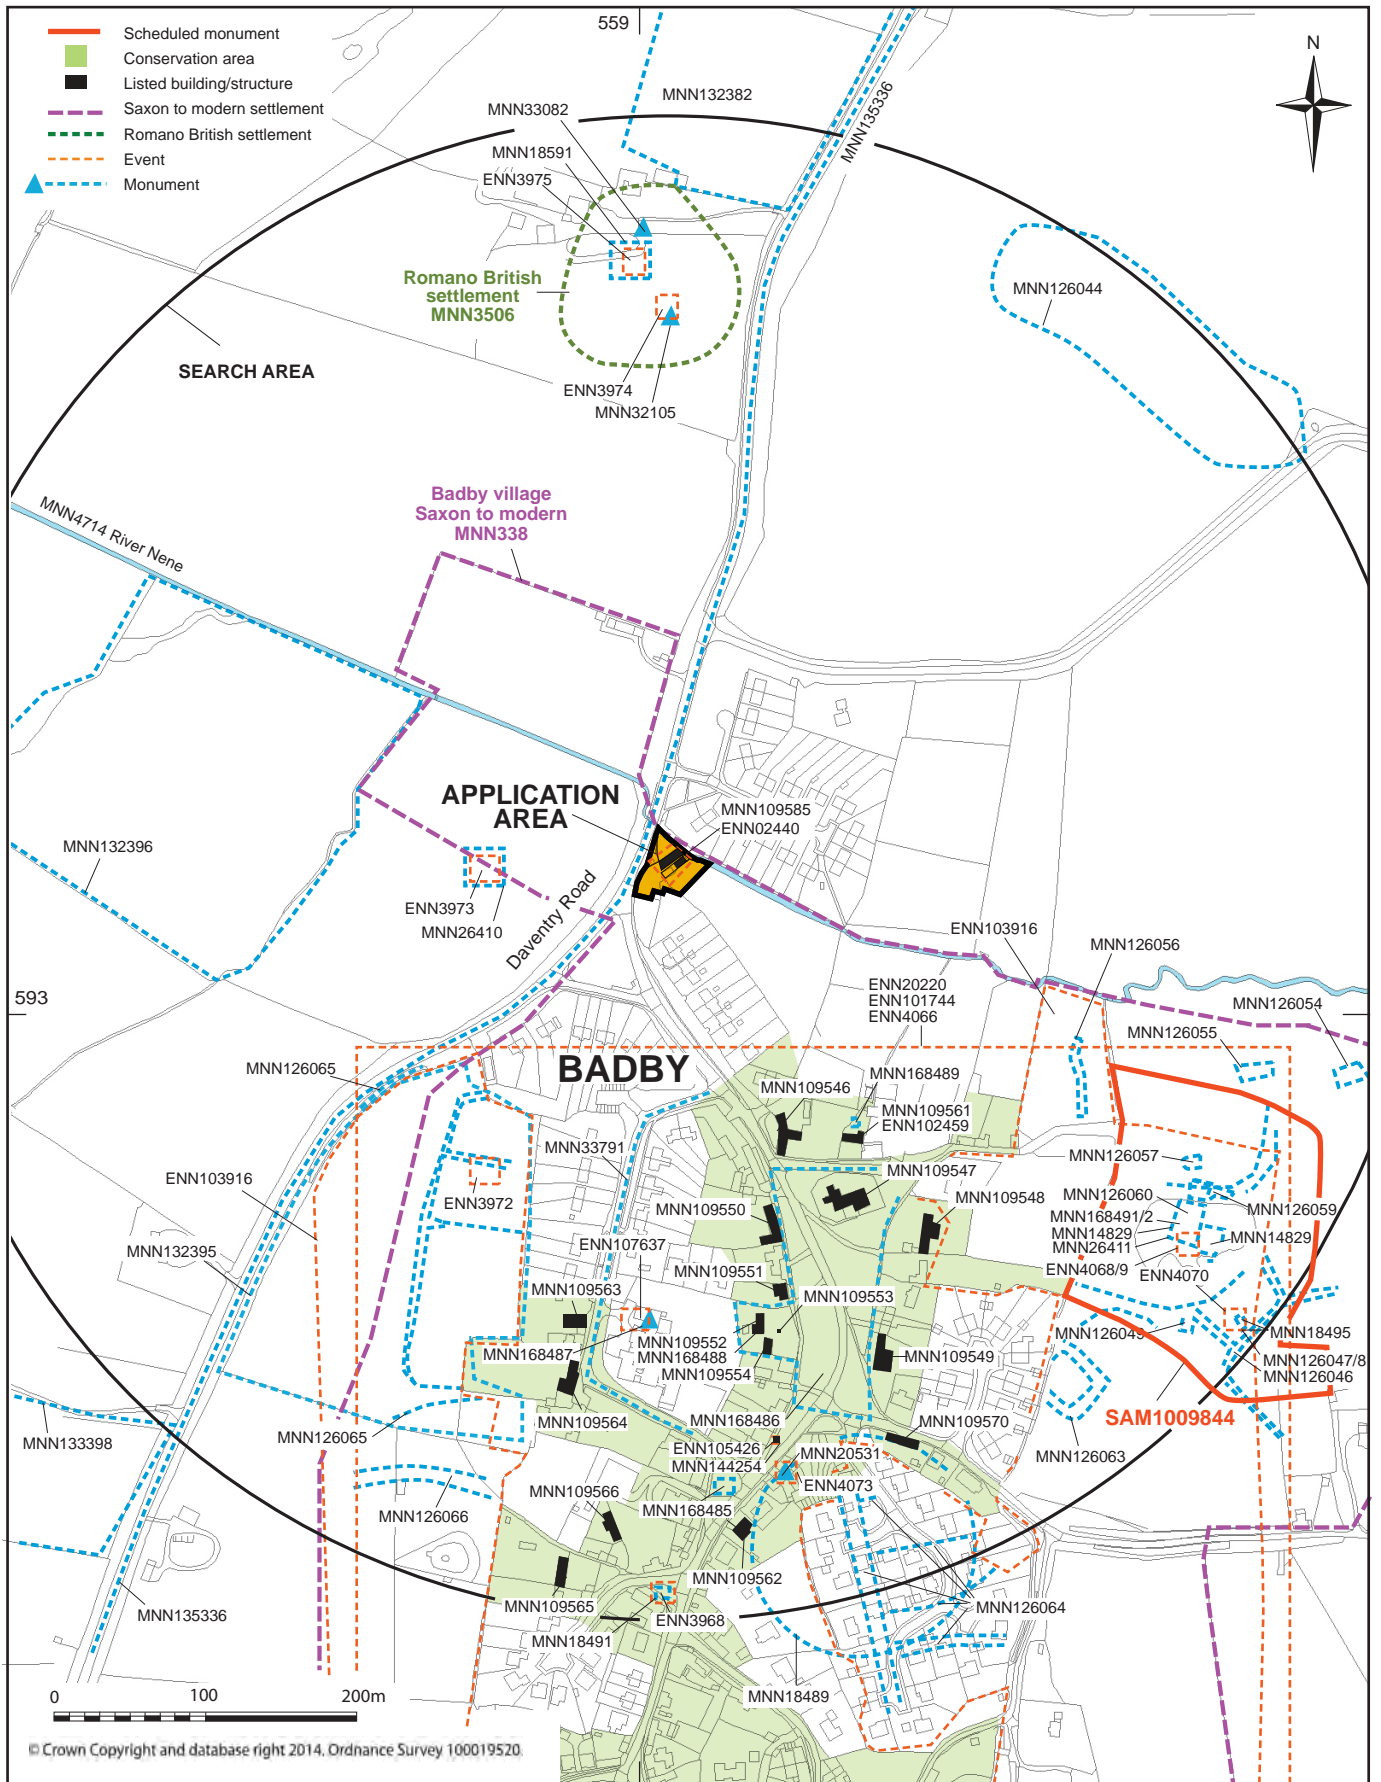 559
Scheduled monument
Conservation area
Listed building/structure
Saxon to modern settlement
Romano British settlement
Event
Monument
N
MNN132382
MNN135336
MNN33082
MNN18591
ENN3975
Romano British
settlement
MNN3506
MNN126044
SEARCH AREA
ENN3974
MNN32105
Badby village
Saxon to modern
MNN338
MNN4714 River Nene
APPLICATION
AREA
MNN109585
ENN02440
MNN132396
ENN3973
MNN26410
Daventry Road
ENN103916
MNN126056
593
ENN20220
ENN101744
ENN4066
MNN126054
MNN126055
BADBY
MNN126065
MNN109546
MNN168489
MNN109561
ENN102459
MNN33791
MNN126057
ENN103916
ENN3972
MNN109547
MNN109548
MNN126060
MNN126059
MNN168491/2
MNN14829
MNN14829
MNN26411
ENN4068/9
ENN4070
MNN109550
ENN107637
MNN132395
MNN109551
MNN109563
MNN109553
MNN126049
MNN18495
MNN109552
MNN168488
MNN168487
MNN109554
MNN109549
MNN126047/8
MNN126046
SAM1009844
MNN109564
MNN168486
MNN109570
MNN133398
MNN126065
ENN105426
MNN144254
MNN20531
MNN126063
ENN4073
MNN109566
MNN168485
MNN126066
MNN109562
MNN109565
ENN3968
MNN126064
MNN135336
MNN18491
MNN18489
0 100 200m
© Crown Copyright and database right 2014. Ordnance Survey 100019520.